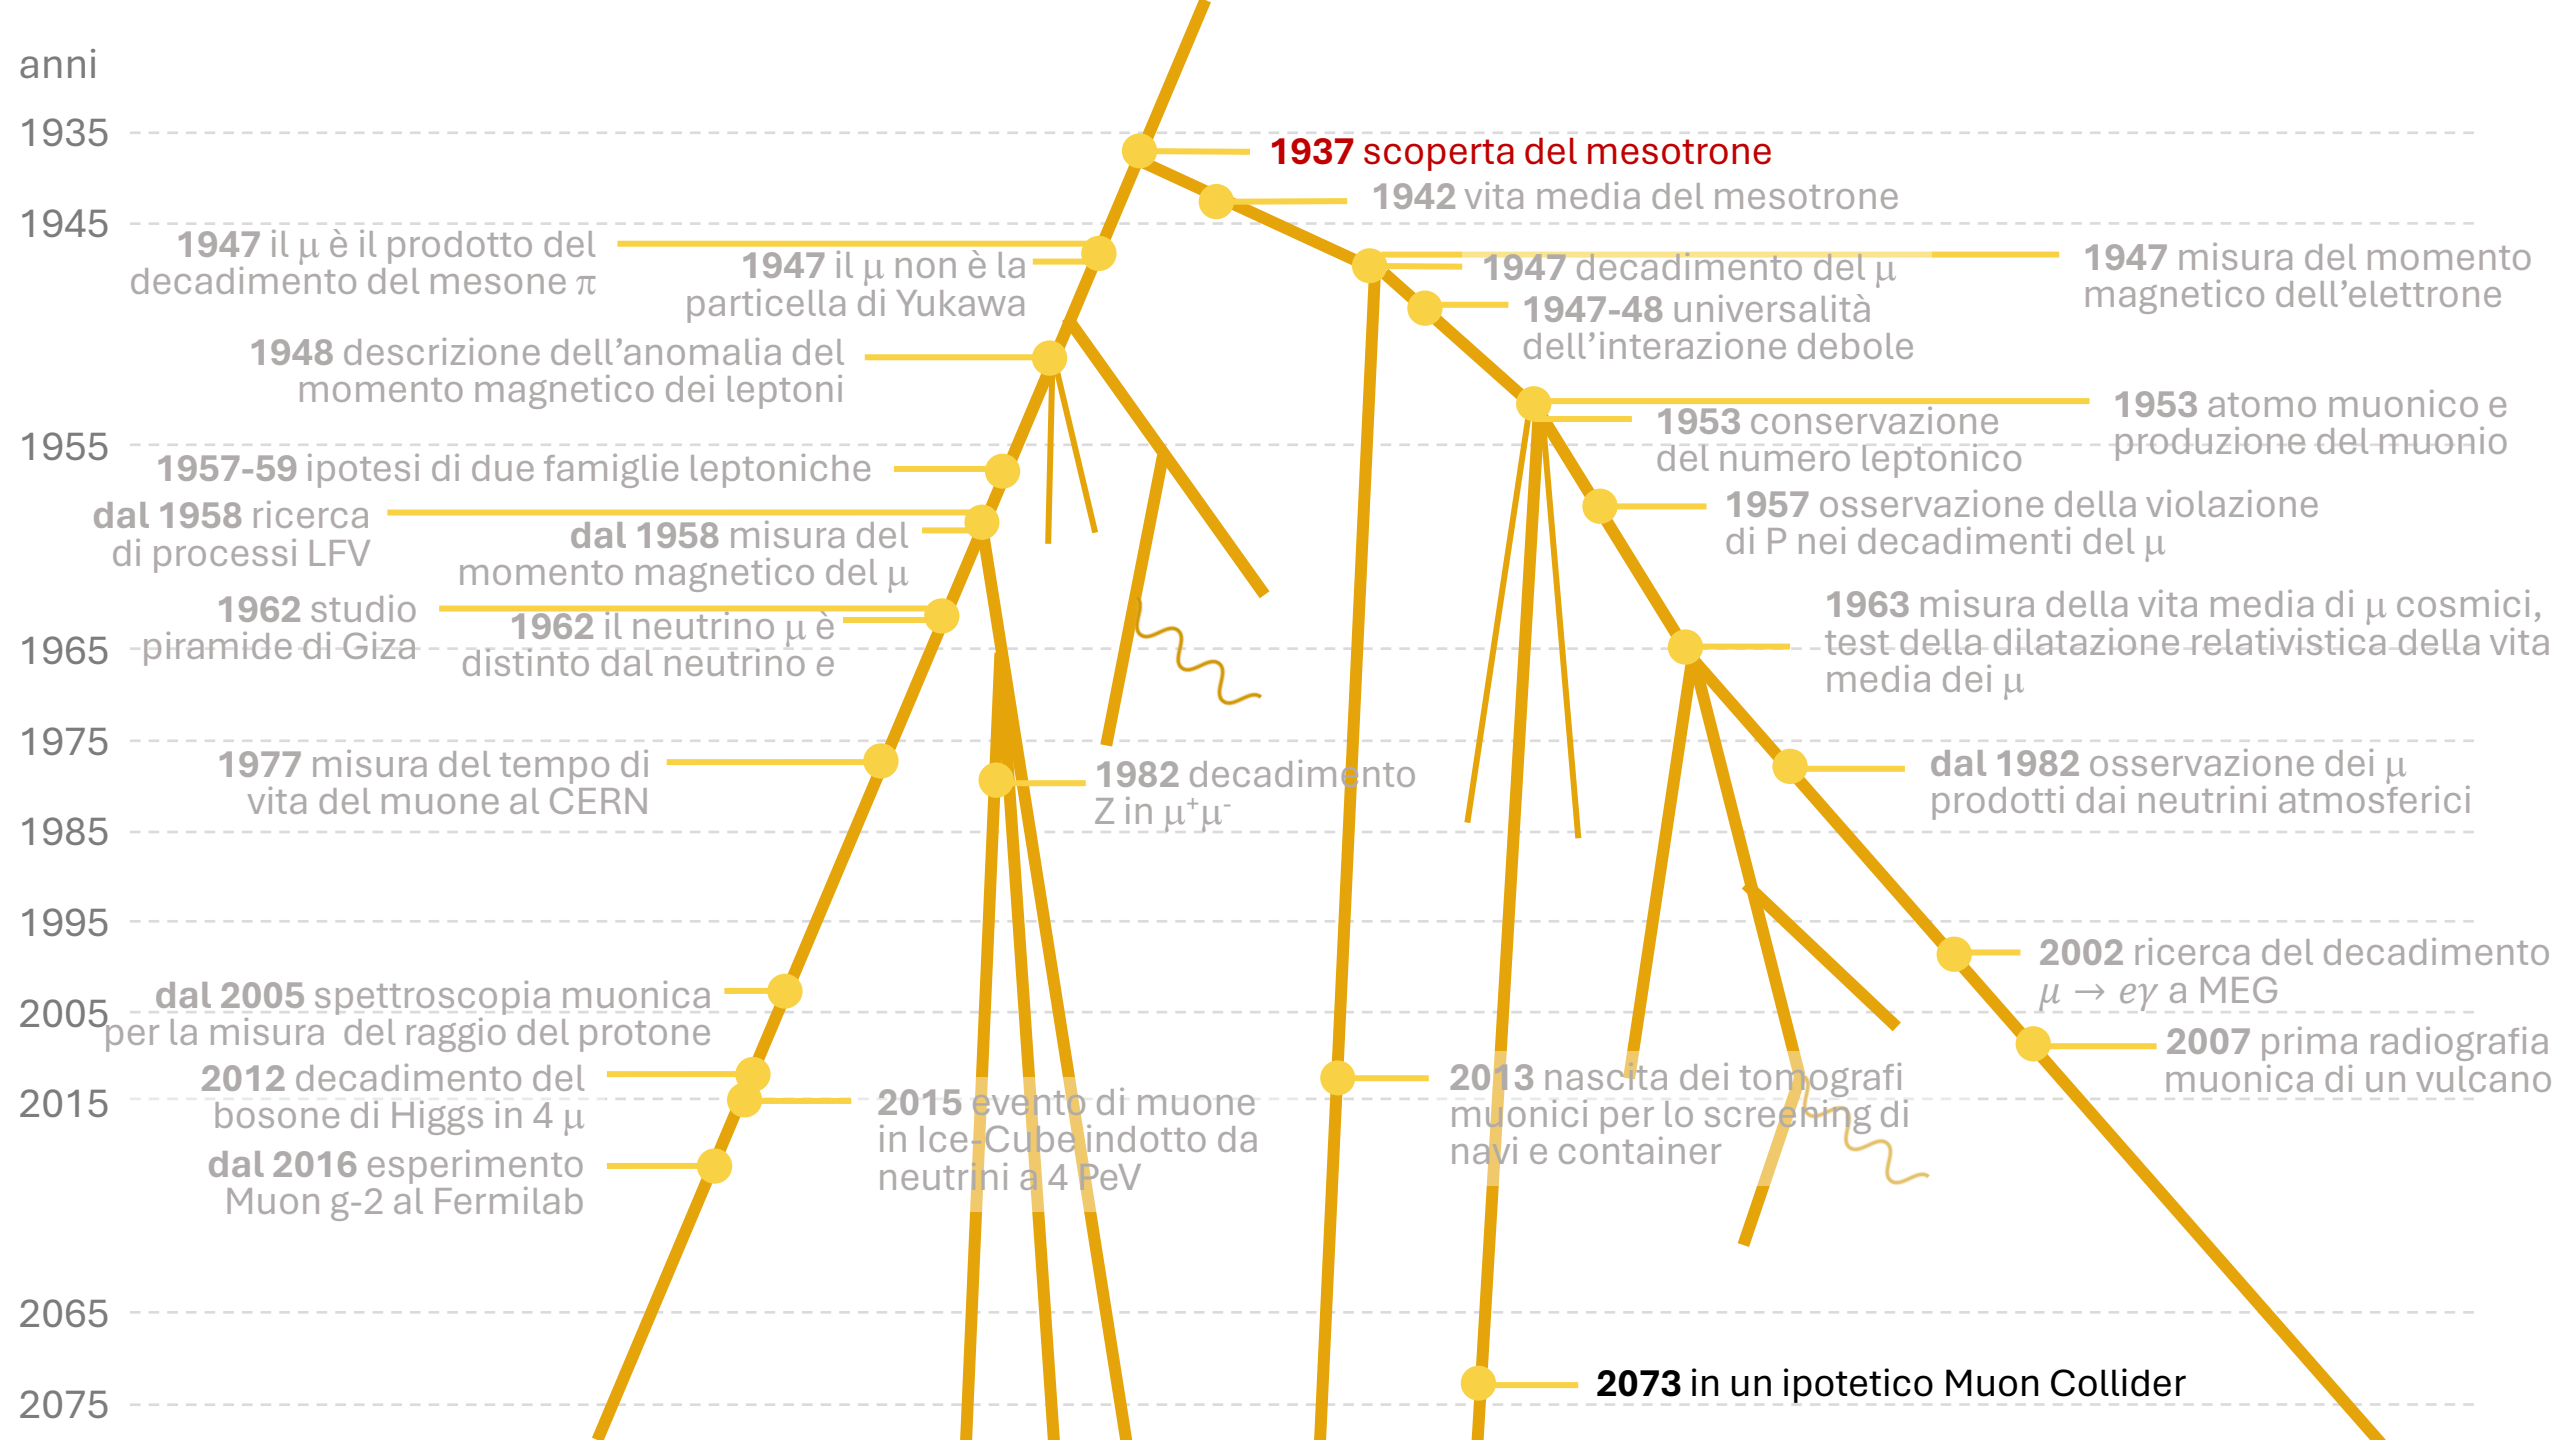 anni
1935
1937 scoperta del mesotrone
1942 vita media del mesotrone
1945
1947 il μ è il prodotto del
decadimento del mesone π
1947 il μ non è la
particella di Yukawa
1947 decadimento del μ
1947 misura del momento
magnetico dell’elettrone
1947-48 universalità
dell’interazione debole
1948 descrizione dell’anomalia del
momento magnetico dei leptoni
1953 atomo muonico e
produzione del muonio
1953 conservazione
del numero leptonico
1955
1957-59 ipotesi di due famiglie leptoniche
dal 1958 ricerca
di processi LFV
dal 1958 misura del
momento magnetico del μ
1957 osservazione della violazione
di P nei decadimenti del μ
1962 studio
piramide di Giza
1962 il neutrino μ è
distinto dal neutrino e
1963 misura della vita media di μ cosmici,
test della dilatazione relativistica della vita
media dei μ
1965
1975
1977 misura del tempo di
vita del muone al CERN
1982 decadimento
Z in μ⁺μ⁻
dal 1982 osservazione dei μ
prodotti dai neutrini atmosferici
1985
1995
2002 ricerca del decadimento
μ → eγ a MEG
dal 2005 spettroscopia muonica
per la misura del raggio del protone
2005
2007 prima radiografia
muonica di un vulcano
2012 decadimento del
bosone di Higgs in 4 μ
2015
2015 evento di muone
in Ice-Cube indotto da
neutrini a 4 PeV
2013 nascita dei tomografi
muonici per lo screening di
navi e container
dal 2016 esperimento
Muon g-2 al Fermilab
2065
2073 in un ipotetico Muon Collider
2075